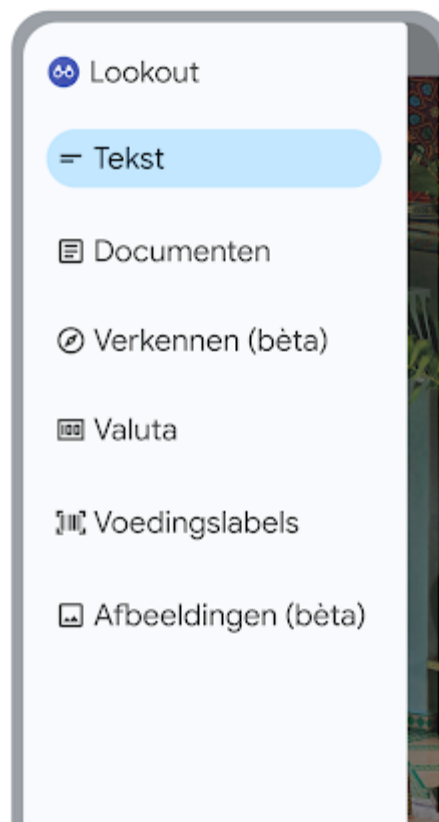 Lookout
Tekst
Documenten
Verkennen (bèta)
Valuta
Voedingslabels
Afbeeldingen (bèta)